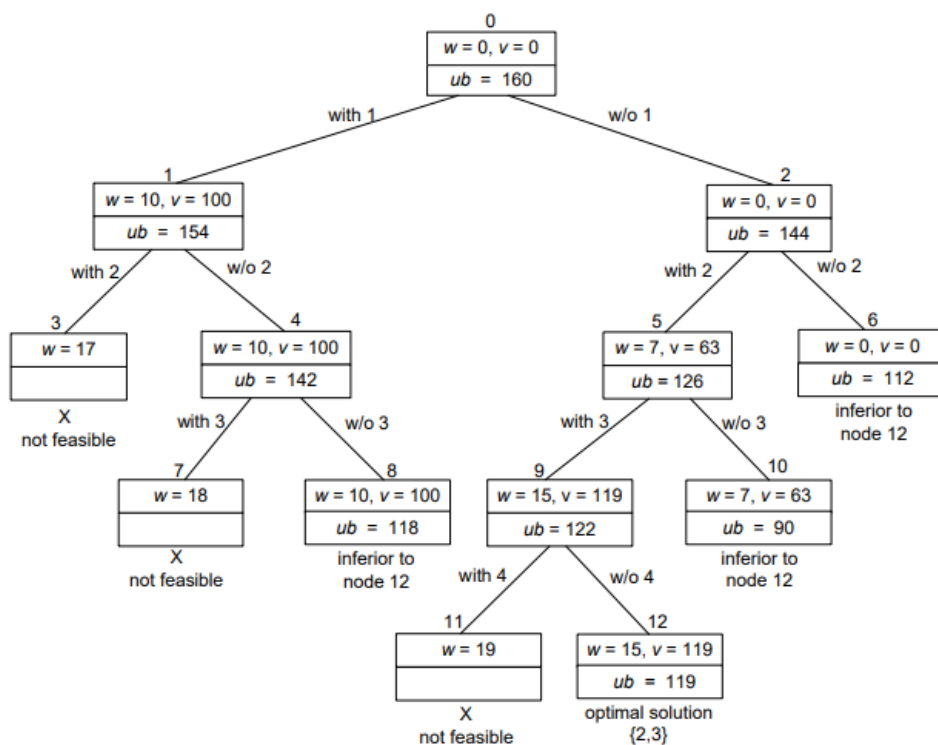 0
w = 0, v = 0
ub = 160
with 1
w/o 1
1
w = 10, v = 100
ub = 154
2
w = 0, v = 0
ub = 144
with 2
w/o 2
with 2
w/o 2
3
w = 17
X
not feasible
4
w = 10, v = 100
ub = 142
5
w = 7, v = 63
ub = 126
6
w = 0, v = 0
ub = 112
inferior to
node 12
with 3
w/o 3
with 3
w/o 3
7
w = 18
X
not feasible
8
w = 10, v = 100
ub = 118
inferior to
node 12
9
w = 15, v = 119
ub = 122
10
w = 7, v = 63
ub = 90
inferior to
node 12
with 4
w/o 4
11
w = 19
X
not feasible
12
w = 15, v = 119
ub = 119
optimal solution
{2,3}